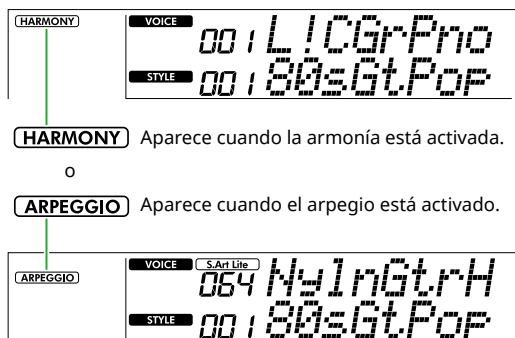 HARMONY VOICE 001 L!CGrPno
STYLE 001 80sGtPop
HARMONY Aparece cuando la armonía está activada.
o
ARPEGGIO Aparece cuando el arpegio está activado.
ARPEGGIO VOICE S.Art Lite 064 NylnGtrH
STYLE 001 80sGtPop